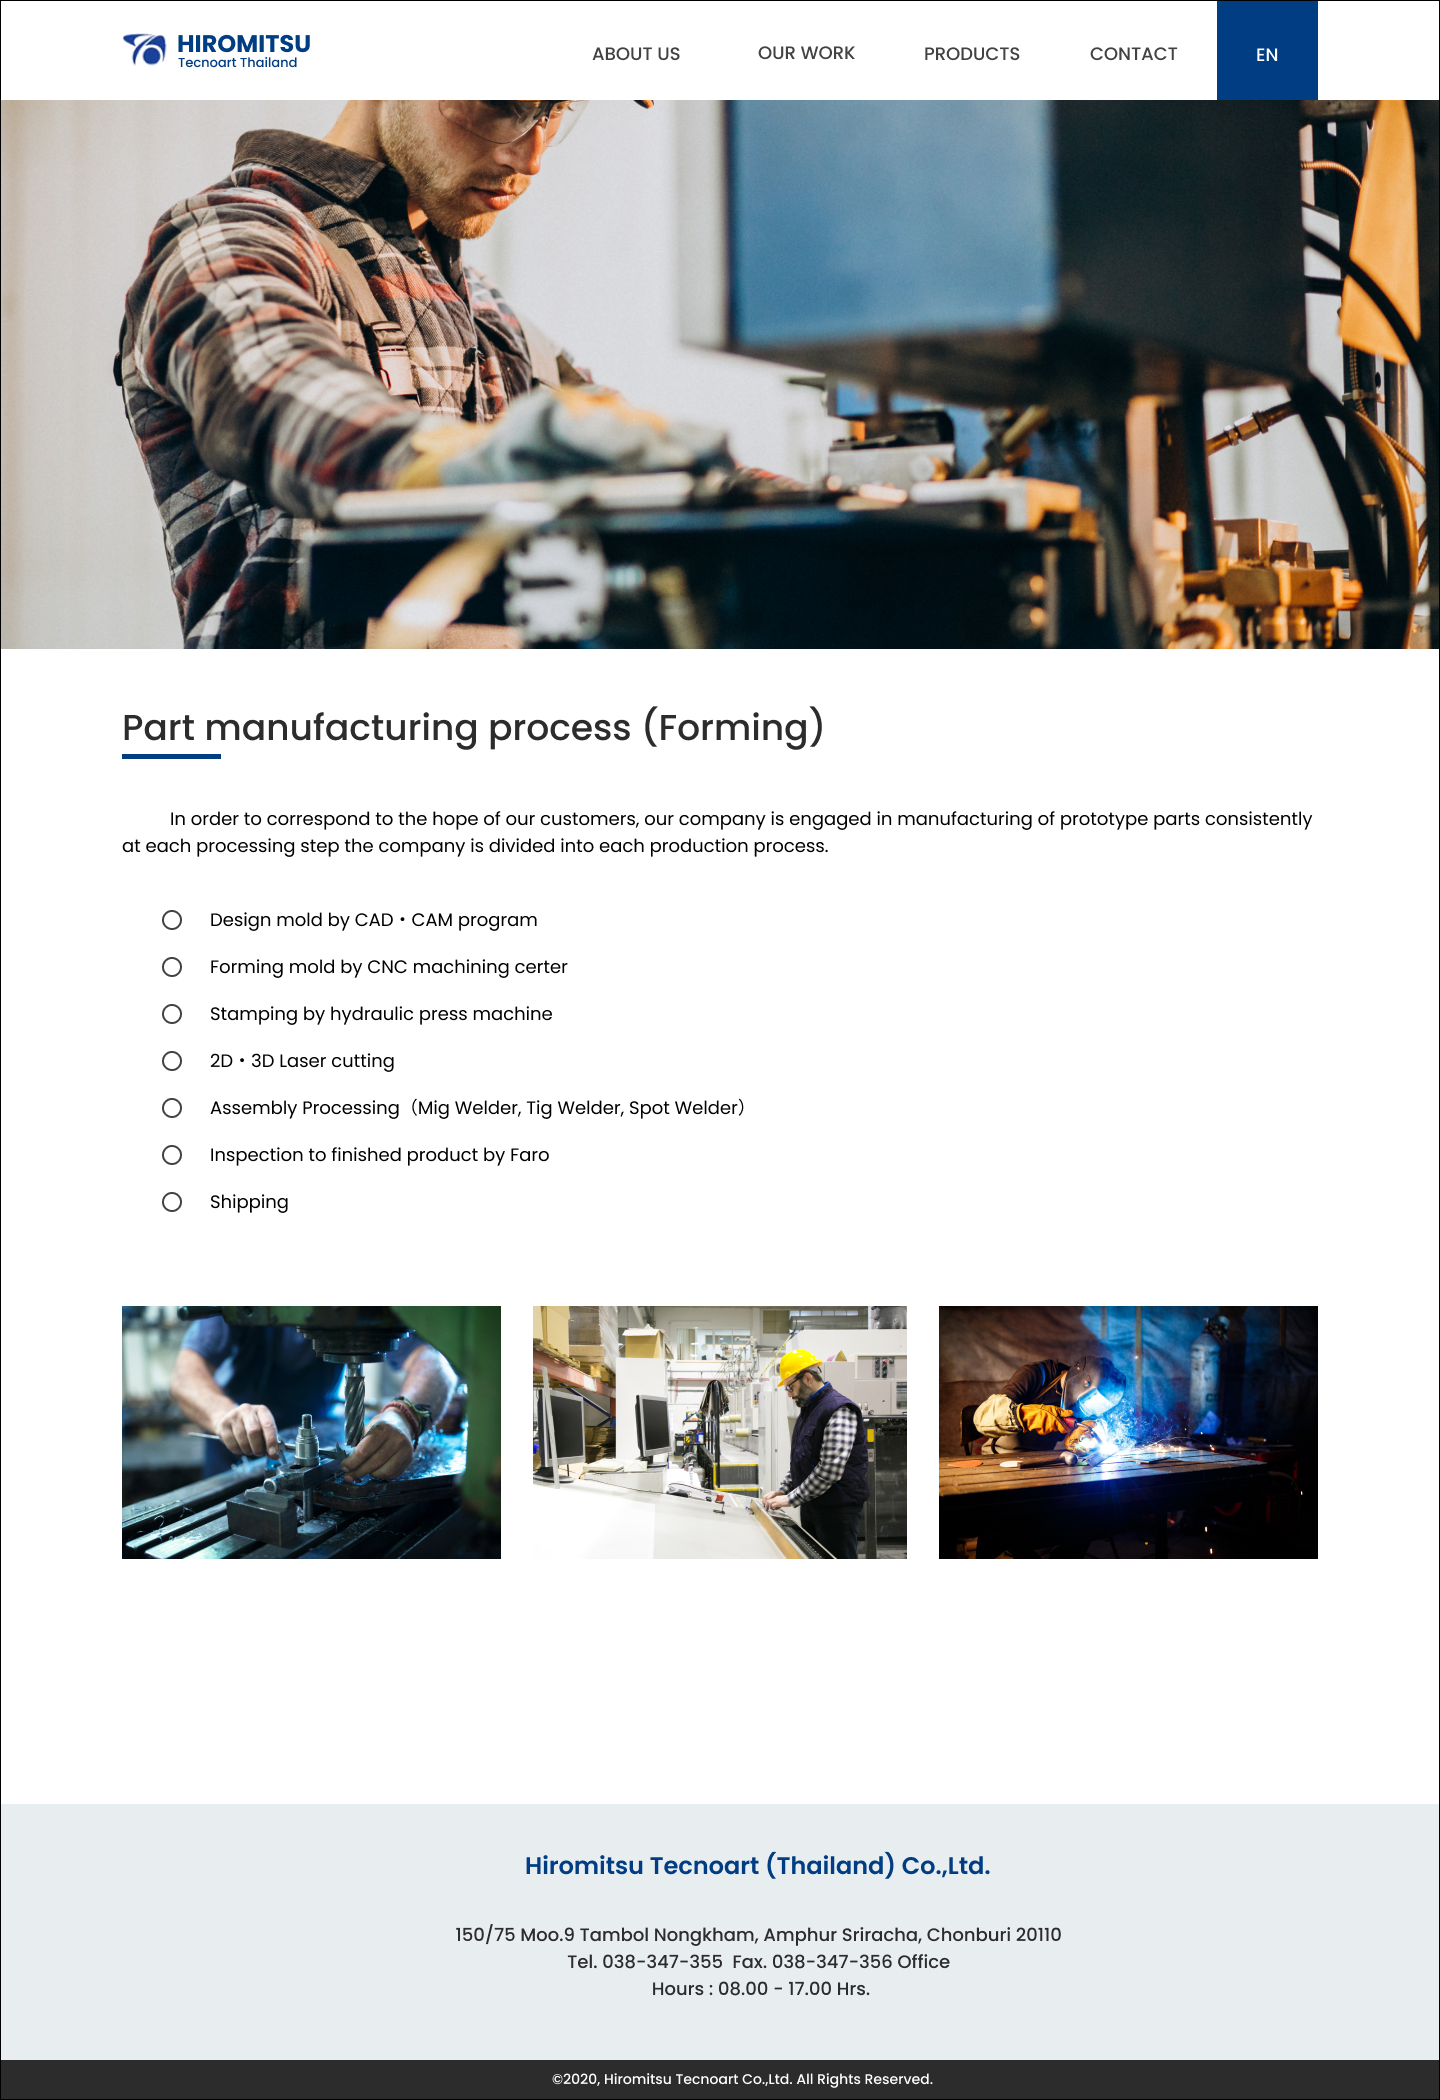 HIROMITSU
Tecnoart Thailand
ABOUT US
OUR WORK
PRODUCTS
CONTACT
EN
Part manufacturing process (Forming)
In order to correspond to the hope of our customers, our company is engaged in manufacturing of prototype parts consistently
at each processing step the company is divided into each production process.
Design mold by CAD・CAM program
Forming mold by CNC machining certer
Stamping by hydraulic press machine
2D・3D Laser cutting
Assembly Processing（Mig Welder, Tig Welder, Spot Welder）
Inspection to finished product by Faro
Shipping
Hiromitsu Tecnoart (Thailand) Co.,Ltd.
150/75 Moo.9 Tambol Nongkham, Amphur Sriracha, Chonburi 20110
Tel. 038-347-355  Fax. 038-347-356 Office
Hours : 08.00 - 17.00 Hrs.
©2020, Hiromitsu Tecnoart Co.,Ltd. All Rights Reserved.